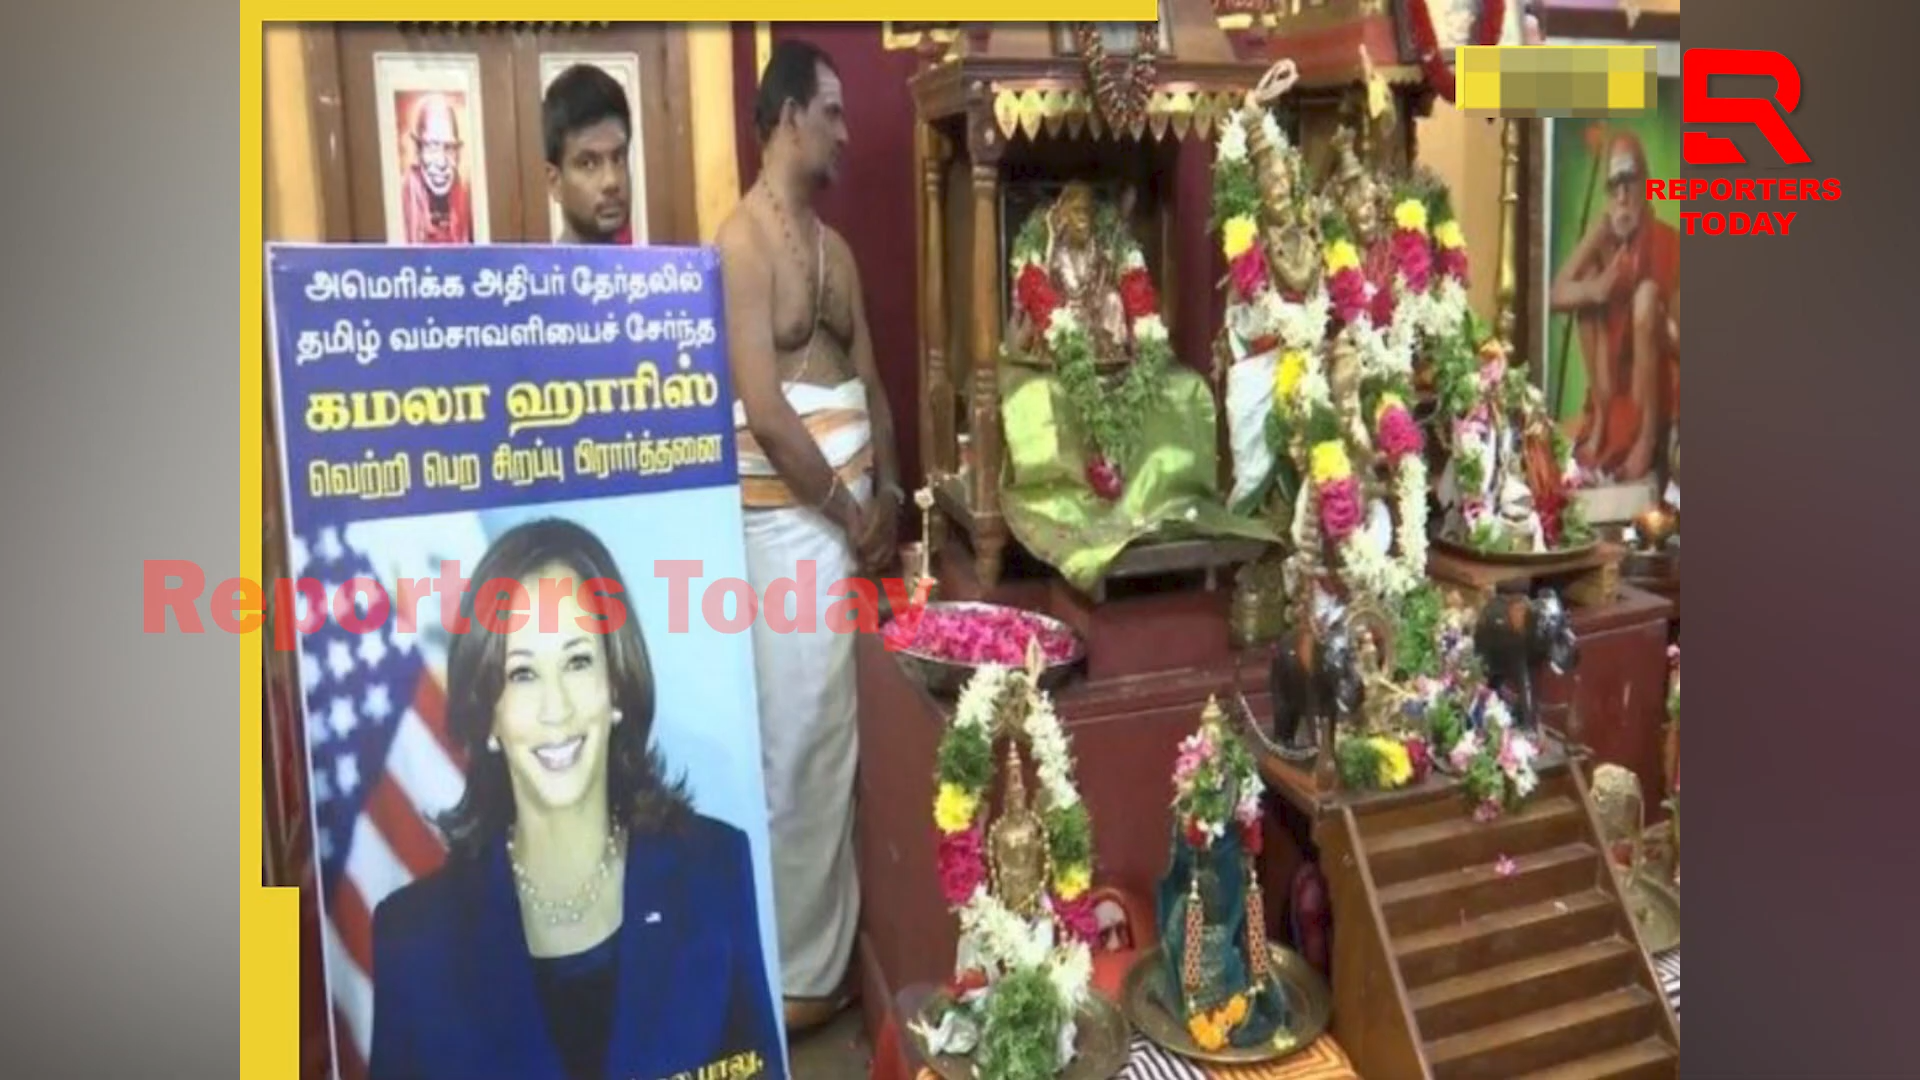 அமெரிக்க அதிபர் தேர்தலில்
தமிழ் வம்சாவளியைச் சேர்ந்த
கமலா ஹாரிஸ்
வெற்றி பெற சிறப்பு பிரார்த்தனை
REPORTERS
TODAY
Reporters Today